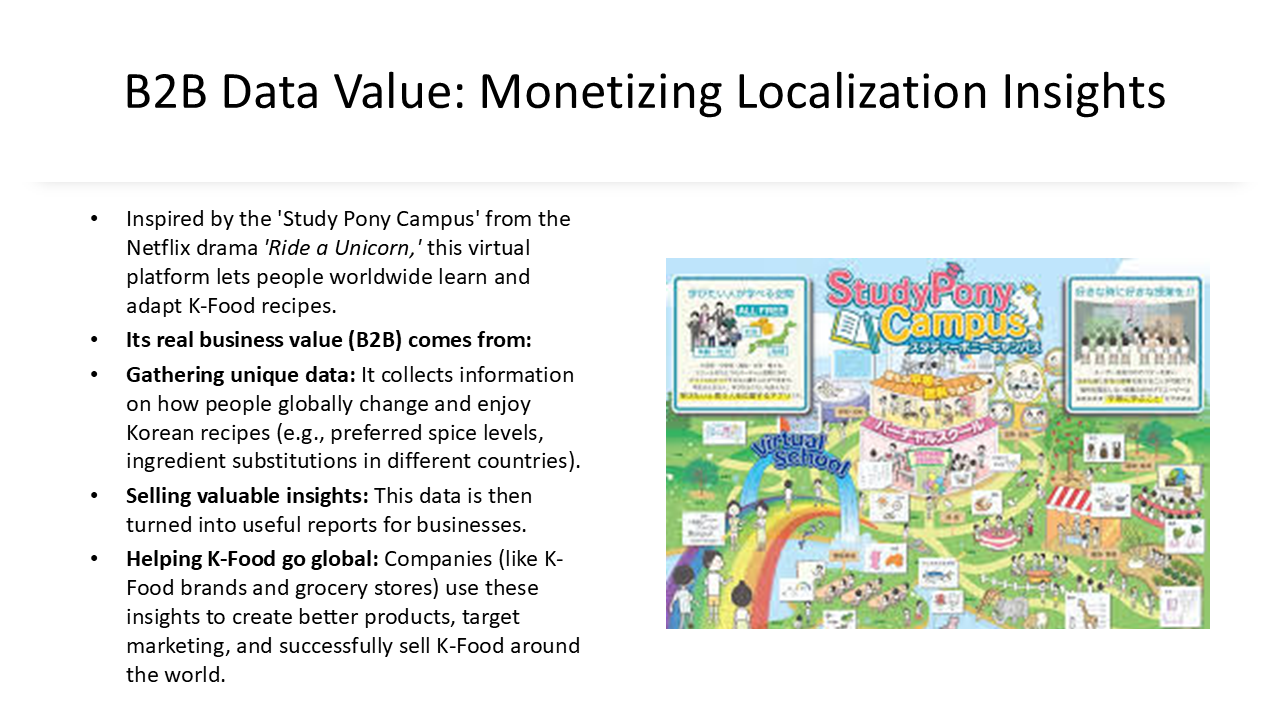 B2B Data Value: Monetizing Localization Insights
• Inspired by the 'Study Pony Campus' from the
Netflix drama 'Ride a Unicorn,' this virtual
platform lets people worldwide learn and
adapt K-Food recipes.
• Its real business value (B2B) comes from:
• Gathering unique data: It collects information
on how people globally change and enjoy
Korean recipes (e.g., preferred spice levels,
ingredient substitutions in different countries).
• Selling valuable insights: This data is then
turned into useful reports for businesses.
• Helping K-Food go global: Companies (like K-
Food brands and grocery stores) use these
insights to create better products, target
marketing, and successfully sell K-Food around
the world.
学びたい人が学べる空間
ALL FREE
StudyPony
Campus
スタディーポニーキャンパス
好きな時に好きな授業を!!
バーチャルスクール
Virtual
School